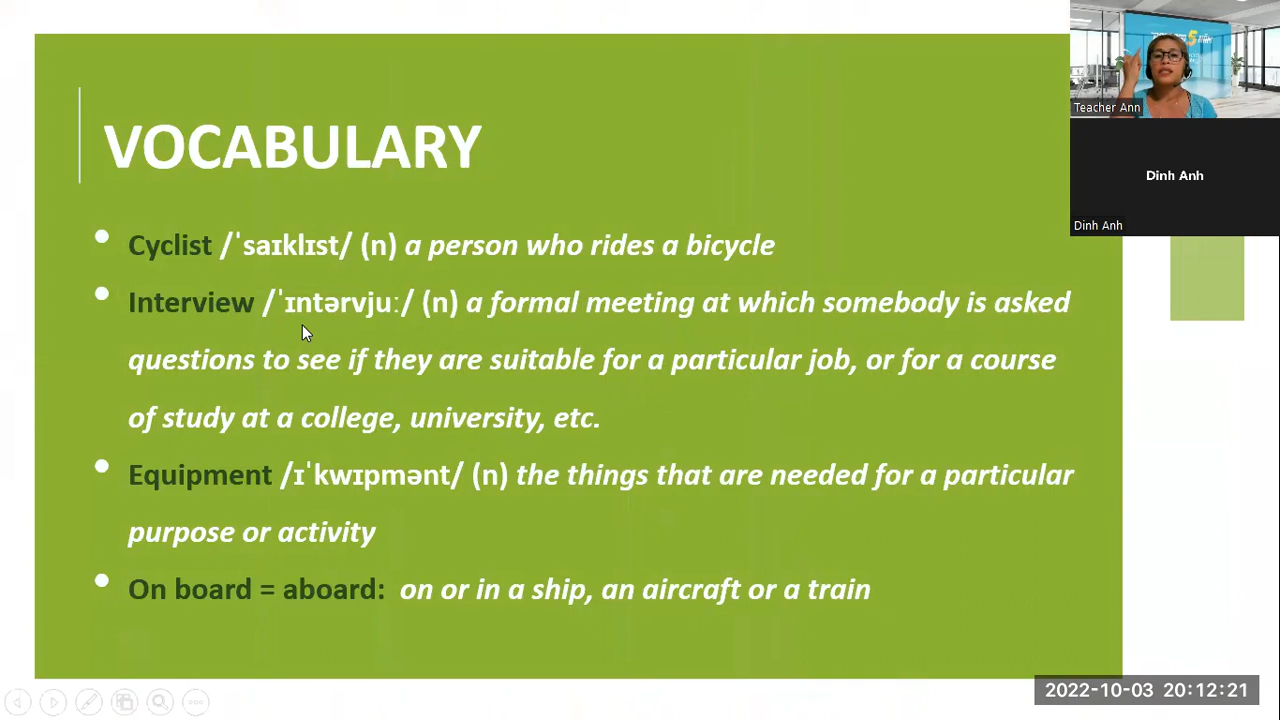 VOCABULARY
Cyclist /ˈsaɪklɪst/ (n) a person who rides a bicycle
Interview /ˈɪntərvjuː/ (n) a formal meeting at which somebody is asked
questions to see if they are suitable for a particular job, or for a course
of study at a college, university, etc.
Equipment /ɪˈkwɪpmənt/ (n) the things that are needed for a particular
purpose or activity
On board = aboard: on or in a ship, an aircraft or a train
5
Teacher Ann
Dinh Anh
Dinh Anh
2022-10-03 20:12:21